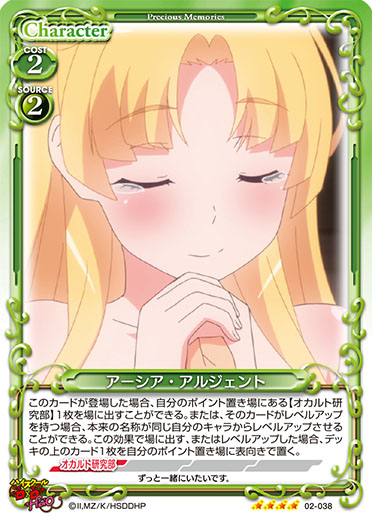 Precious Memories
Character
COST
2
SOURCE
2
アーシア・アルジェント
このカードが登場した場合、自分のポイント置き場にある【オカルト研
究部】1枚を場に出すことができる。または、そのカードがレベルアップ
を持つ場合、本来の名称が同じ自分のキャラからレベルアップさせる
ことができる。この効果で場に出す、またはレベルアップした場合、デッ
キの上のカード1枚を自分のポイント置き場に表向きで置く。
オカルト研究部
ずっと一緒にいたいです。
ハイスクール
©II,MZ/K/HSDDHP
02-038